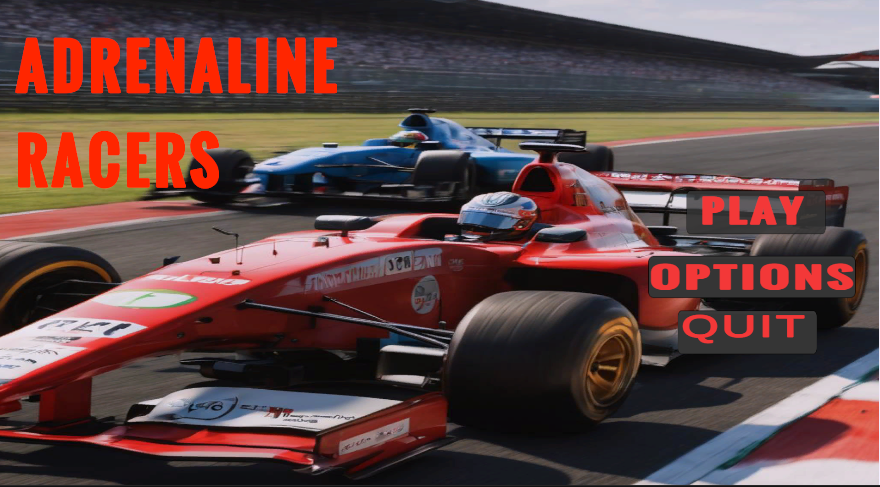 ADRENALINE
RACERS
PLAY
OPTIONS
QUIT